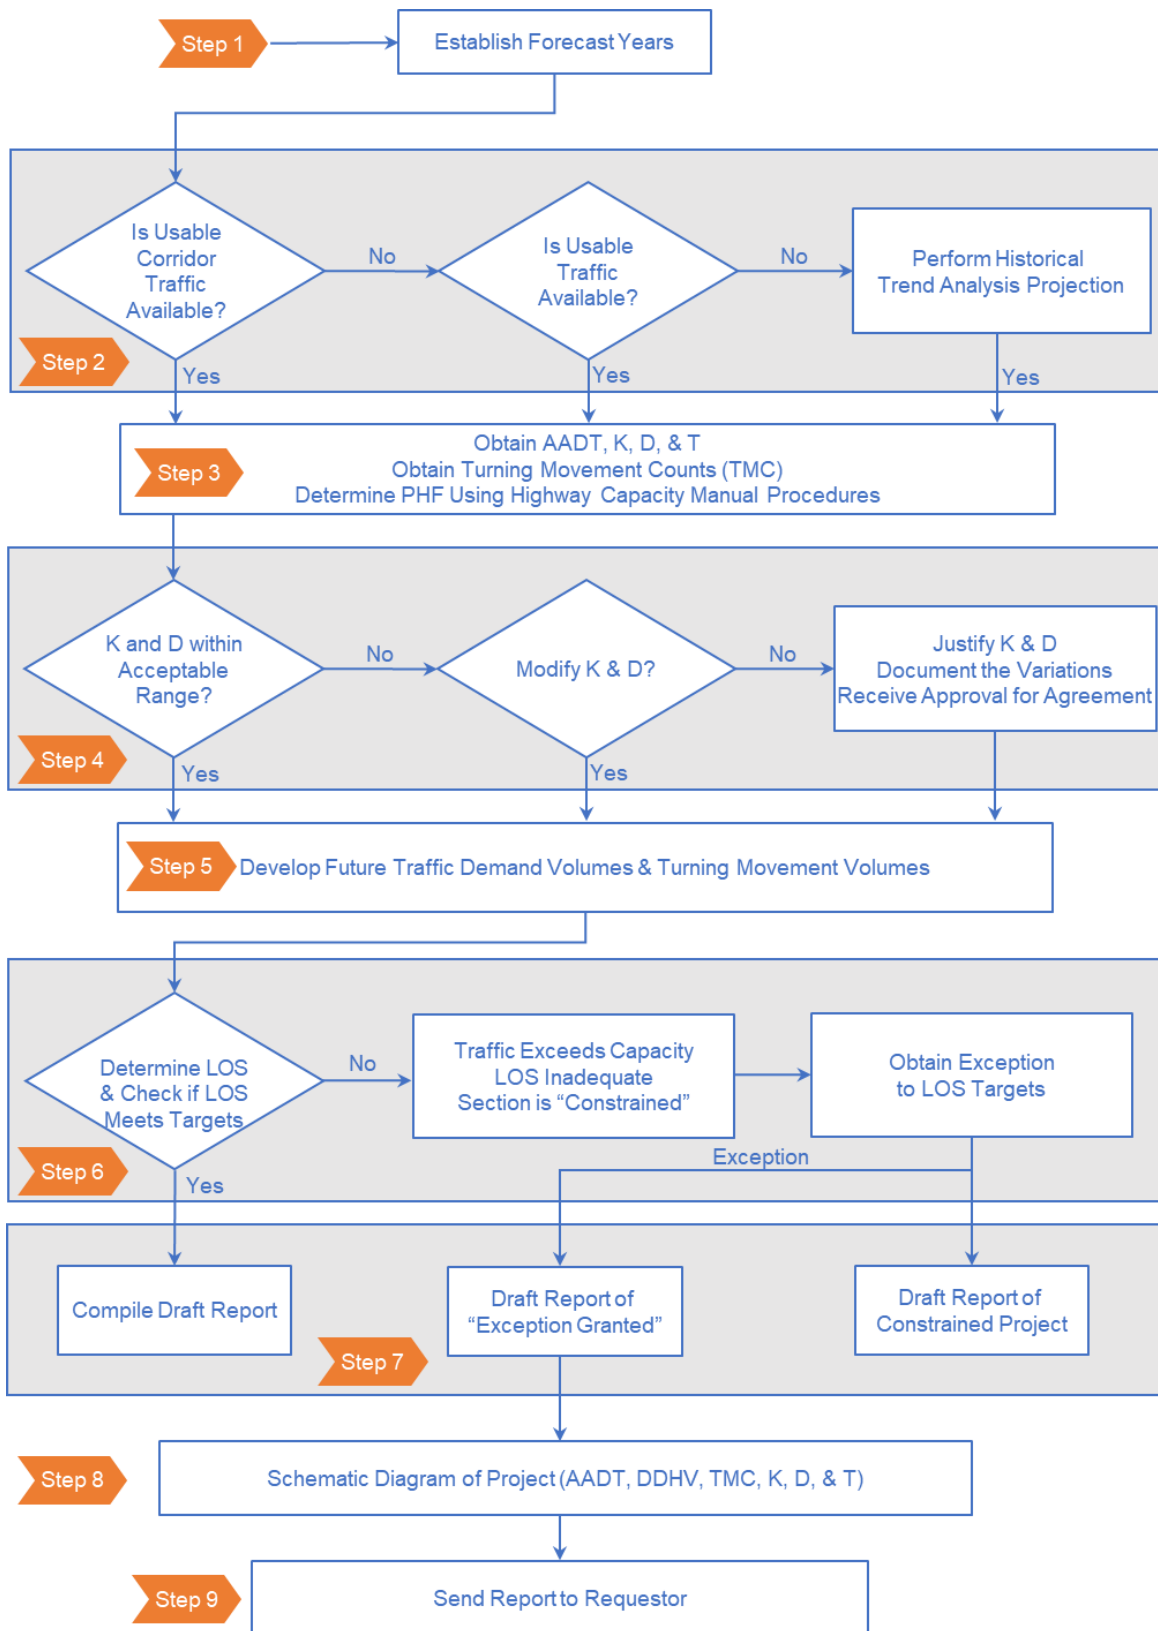 Step 1
Establish Forecast Years
Is Usable
Corridor
Traffic
Available?
No
Is Usable
Traffic
Available?
No
Perform Historical
Trend Analysis Projection
Step 2
Yes
Yes
Yes
Step 3
Obtain AADT, K, D, & T
Obtain Turning Movement Counts (TMC)
Determine PHF Using Highway Capacity Manual Procedures
K and D within
Acceptable
Range?
No
Modify K & D?
No
Justify K & D
Document the Variations
Receive Approval for Agreement
Step 4
Yes
Yes
Step 5
Develop Future Traffic Demand Volumes & Turning Movement Volumes
Determine LOS
& Check if LOS
Meets Targets
No
Traffic Exceeds Capacity
LOS Inadequate
Section is “Constrained”
Obtain Exception
to LOS Targets
Step 6
Yes
Exception
Compile Draft Report
Draft Report of
“Exception Granted”
Draft Report of
Constrained Project
Step 7
Step 8
Schematic Diagram of Project (AADT, DDHV, TMC, K, D, & T)
Step 9
Send Report to Requestor